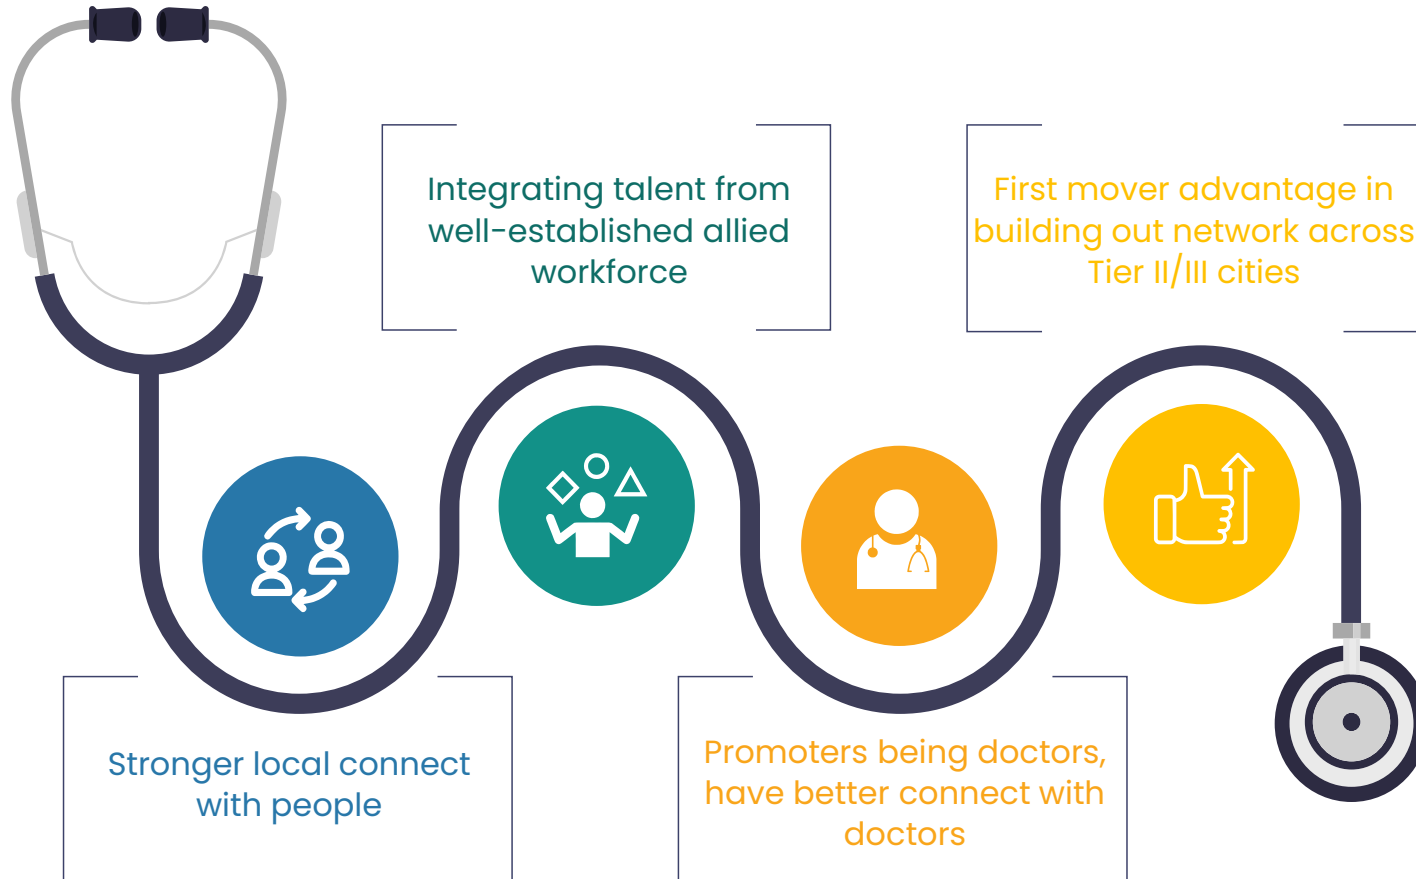 Integrating talent from
well-established allied
workforce
First mover advantage in
building out network across
Tier II/III cities
Stronger local connect
with people
Promoters being doctors,
have better connect with
doctors